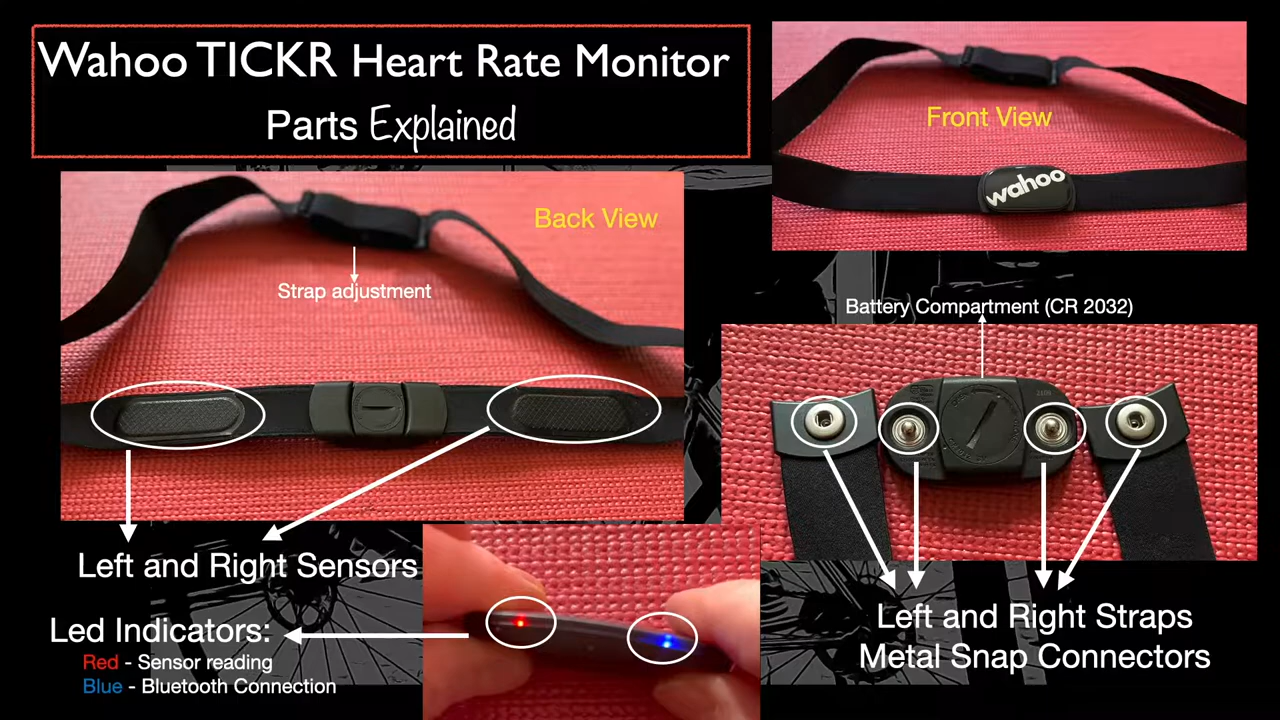 Wahoo TICKR Heart Rate Monitor
Parts Explained
Front View
wahoo
Back View
Strap adjustment
Battery Compartment (CR 2032)
Left and Right Sensors
Led Indicators:
Red - Sensor reading
Blue - Bluetooth Connection
Left and Right Straps
Metal Snap Connectors